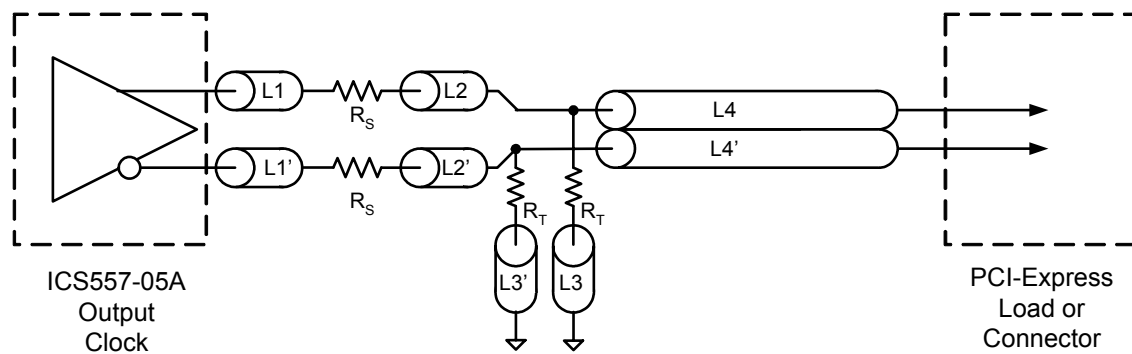 L1
R_S
L2
L4
L1’
R_S
L2’
L4’
R_T
R_T
L3’
L3
ICS557-05A
Output
Clock
PCI-Express
Load or
Connector